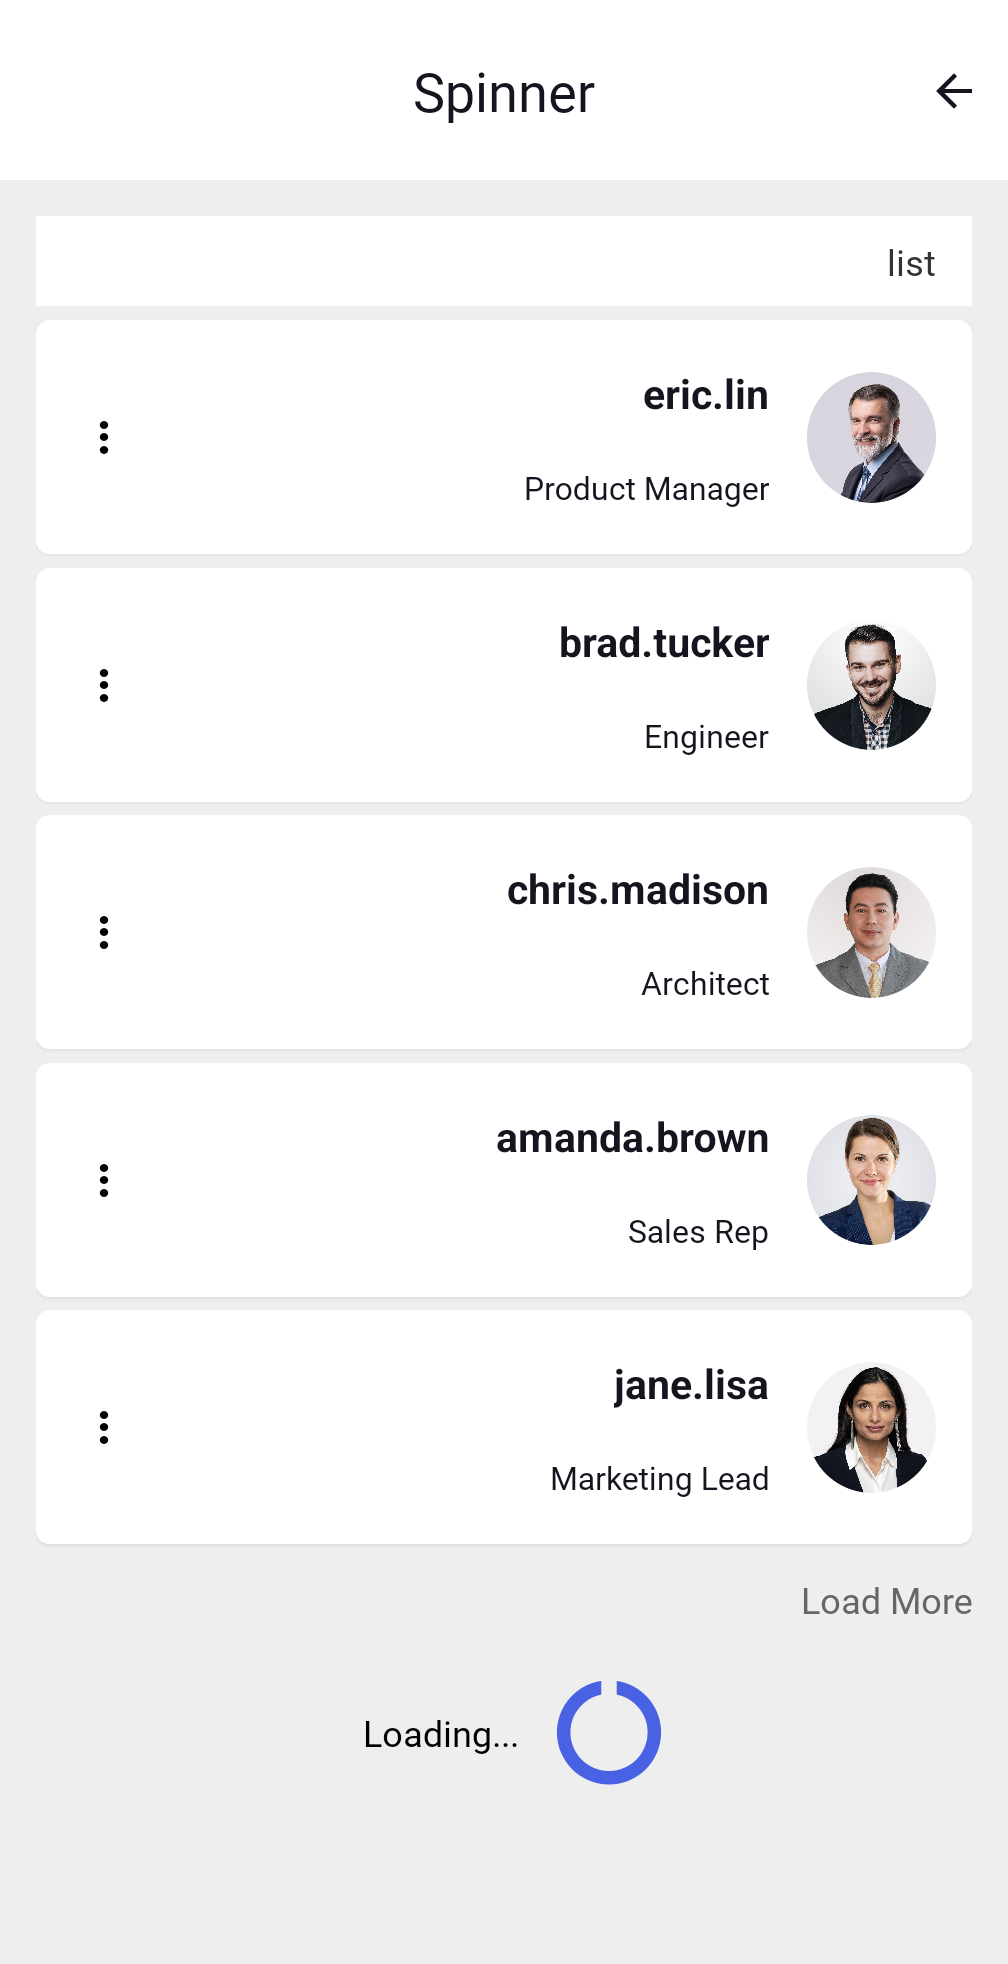 Spinner
list
eric.lin
Product Manager
brad.tucker
Engineer
chris.madison
Architect
amanda.brown
Sales Rep
jane.lisa
Marketing Lead
Load More
Loading...